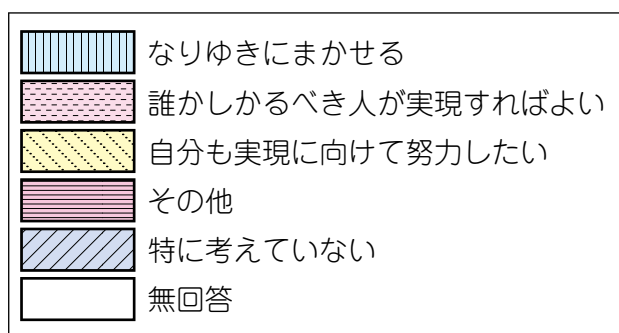 なりゆきにまかせる
誰かしかるべき人が実現すればよい
自分も実現に向けて努力したい
その他
特に考えていない
無回答